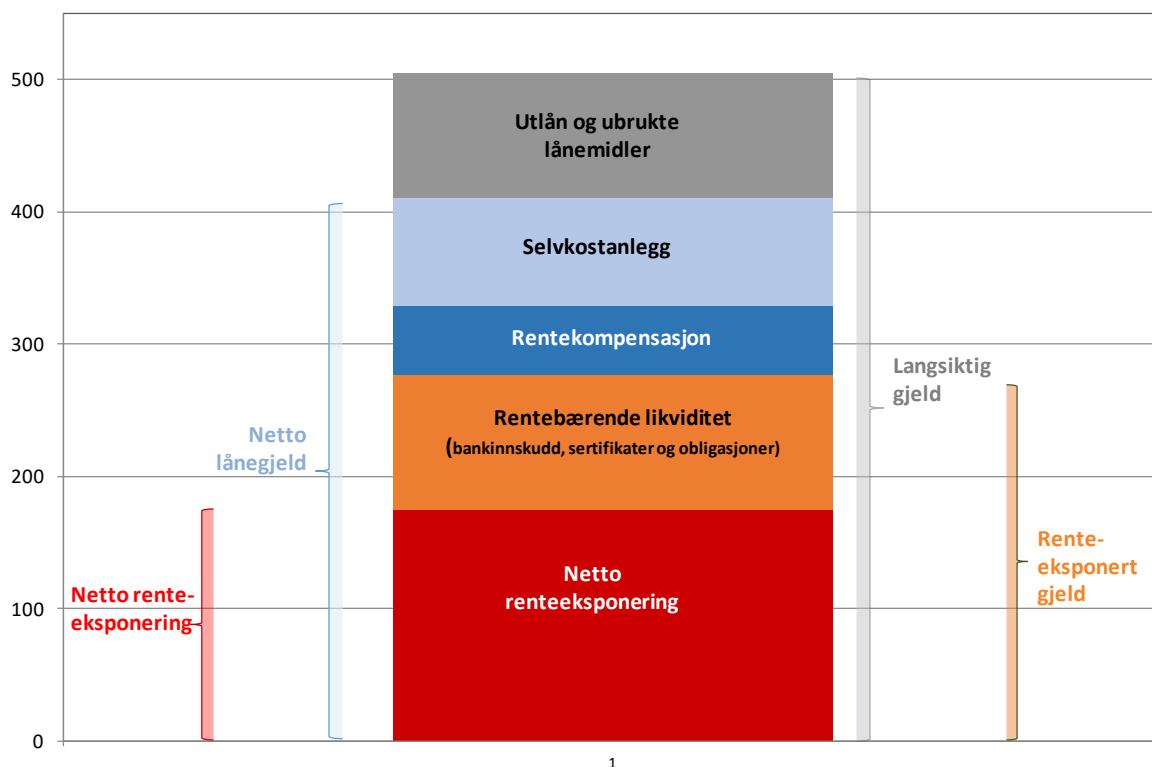 500
400
300
200
100
0
Utlån og ubrukte
lånemidler
Selvkostanlegg
Rentekompensasjon
Rentebærende likviditet
(bankinnskudd, sertifikater og obligasjoner)
Netto
renteeksponering
Netto
lånegjeld
Netto rente-
eksponering
Langsiktig
gjeld
Rente-
eksponert
gjeld
1